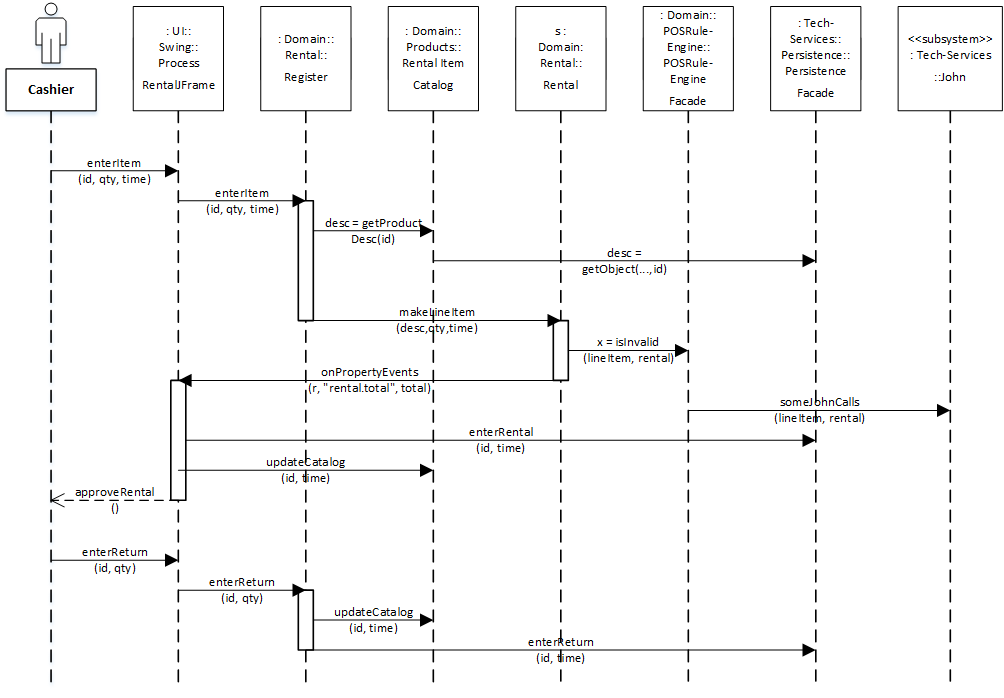 Cashier
: UI::
Swing::
Process
RentalJFrame
: Domain::
Rental::
Register
: Domain::
Products::
Rental Item
Catalog
s :
Domain:
Rental::
Rental
: Domain::
POSRule-
Engine::
POSRule-
Engine
Facade
: Tech-
Services::
Persistence::
Persistence
Facade
<<subsystem>>
: Tech-Services
::John
enterItem
(id, qty, time)
enterItem
(id, qty, time)
desc = getProduct
Desc(id)
desc =
getObject(...,id)
makeLineItem
(desc,qty,time)
x = isInvalid
(lineItem, rental)
onPropertyEvents
(r, "rental.total", total)
someJohnCalls
(lineItem, rental)
enterRental
(id, time)
updateCatalog
(id, time)
approveRental
()
enterReturn
(id, qty)
enterReturn
(id, qty)
updateCatalog
(id, time)
enterReturn
(id, time)